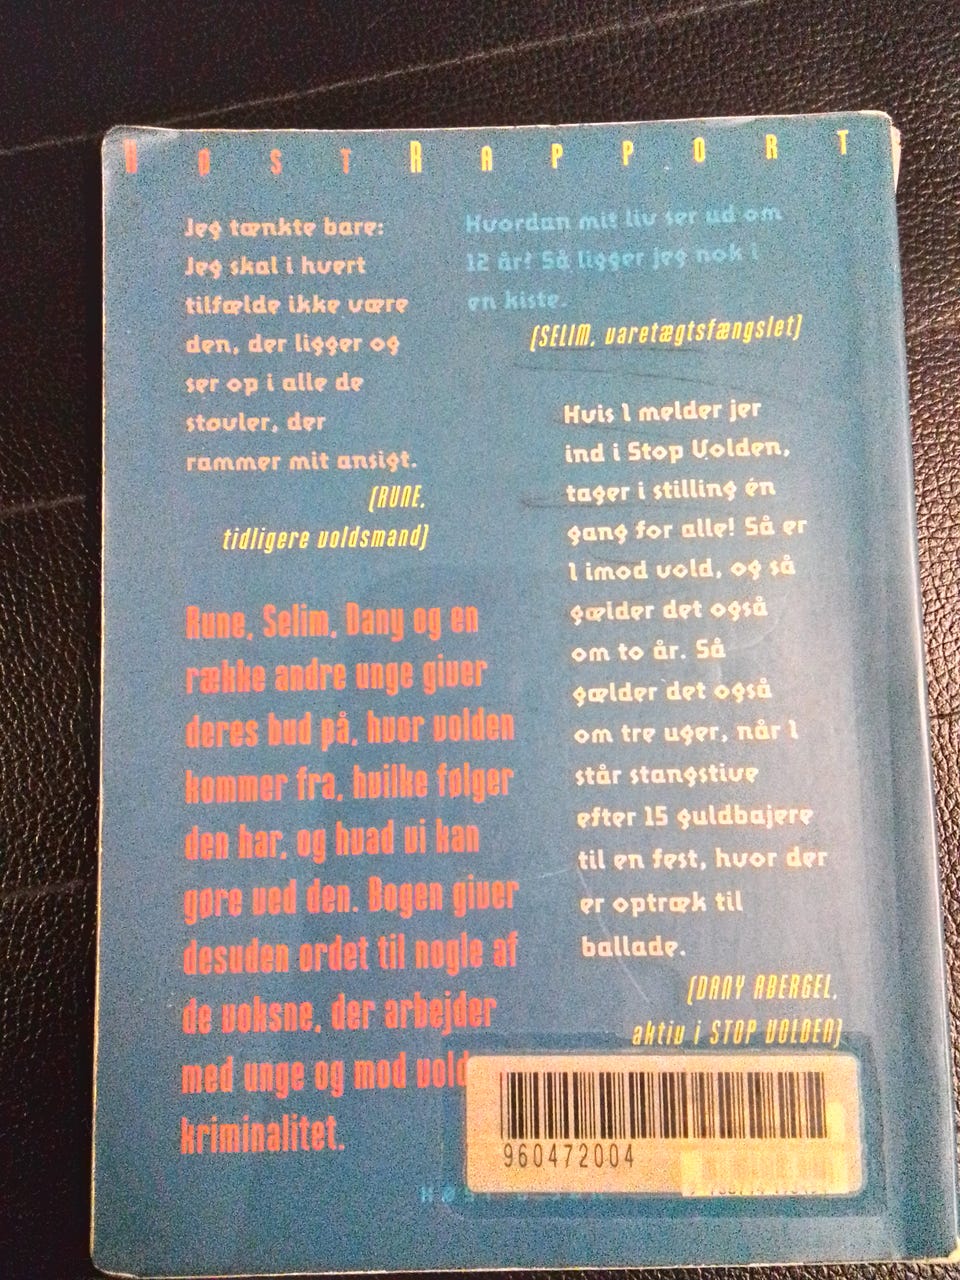 HØSTRAPPORT
Jeg tænkte bare:
Jeg skal i hvert
tilfælde ikke være
den, der ligger og
ser op i alle de
støvler, der
rammer mit ansigt.
(RUNE,
tidligere voldsmand)
Hvordan mit liv ser ud om
12 år? Så ligger jeg nok i
en kiste.
(SELIM, varetægtsfængslet)
Hvis I melder jer
ind i Stop Volden,
tager i stilling én
gang for alle! Så er
I imod vold, og så
gælder det også
om to år. Så
gælder det også
om tre uger, når I
står stangstive
efter 15 guldbajere
til en fest, hvor der
er optræk til
ballade.
(DANY ABERGEL,
aktiv i STOP VOLDEN)
Rune, Selim, Dany og en
række andre unge giver
deres bud på, hvor volden
kommer fra, hvilke følger
den har, og hvad vi kan
gøre ved den. Bogen giver
desuden ordet til nogle af
de voksne, der arbejder
med unge og mod vold
kriminalitet.
960472004